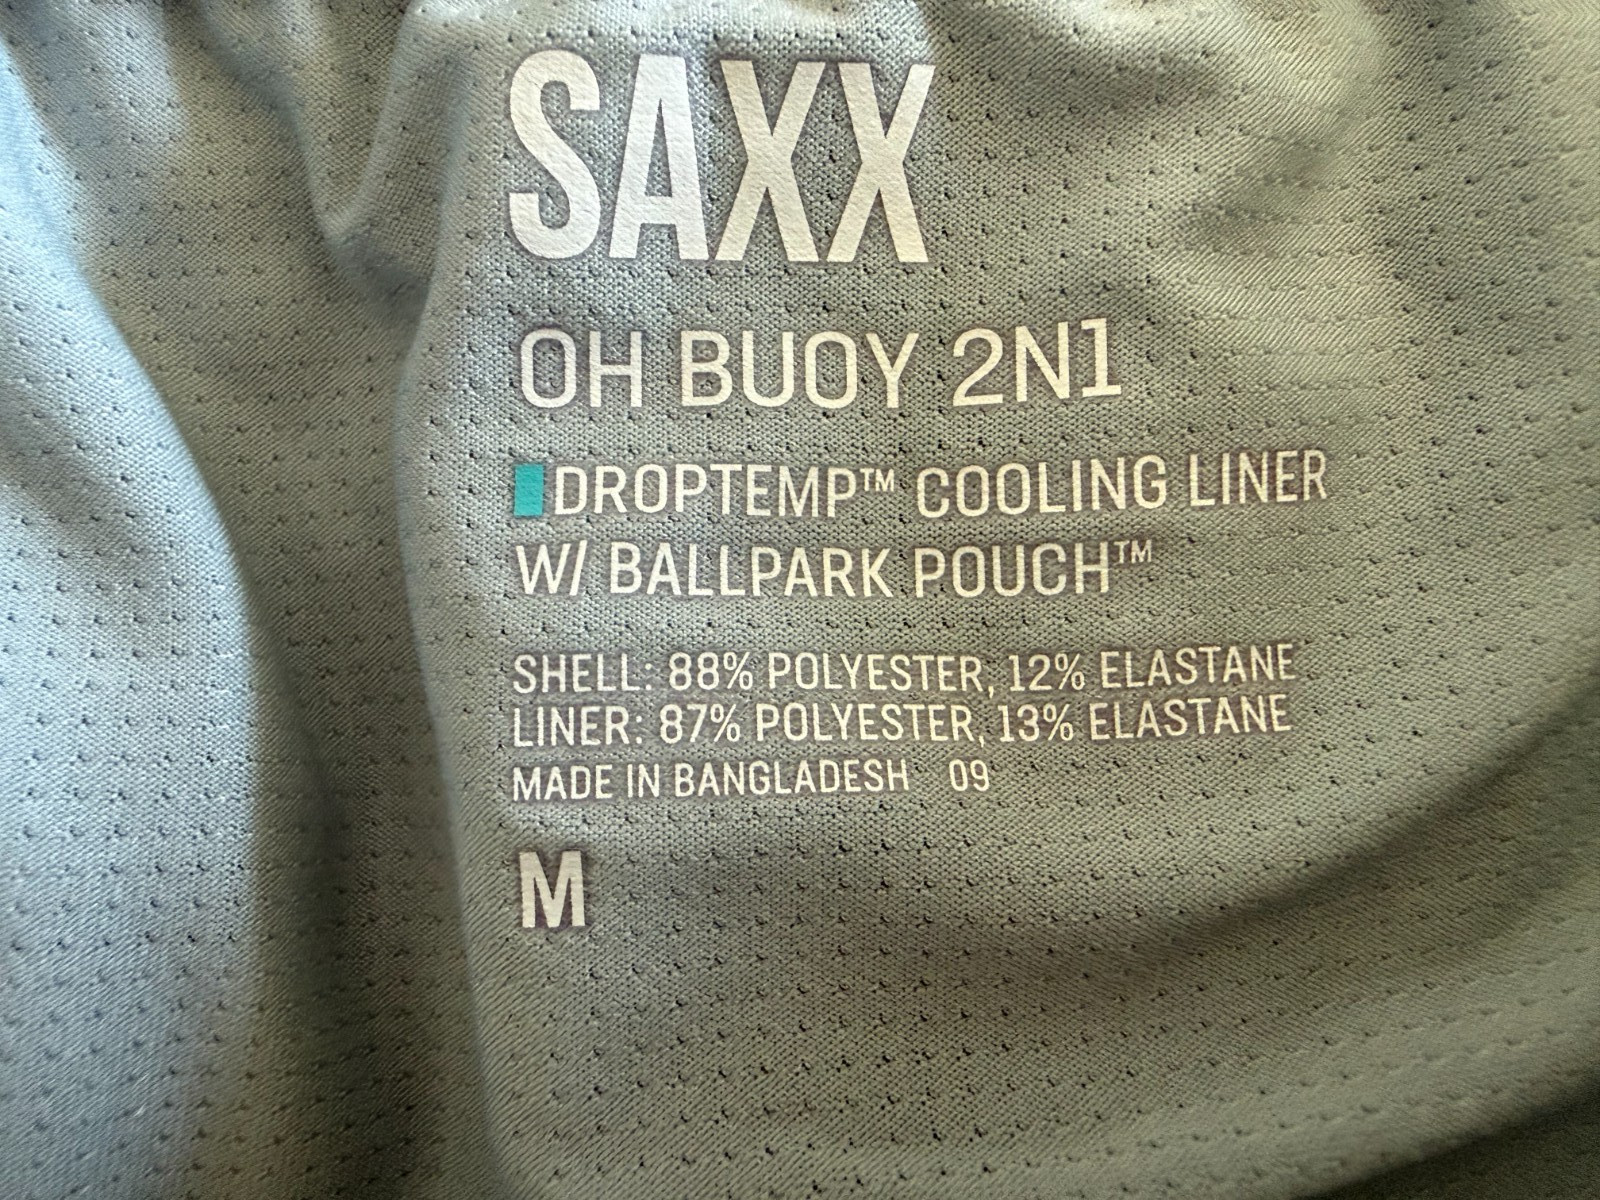 SAXX
OH BUOY 2N1
DROPTEMP™ COOLING LINER
W/ BALLPARK POUCH™
SHELL: 88% POLYESTER, 12% ELASTANE
LINER: 87% POLYESTER, 13% ELASTANE
MADE IN BANGLADESH 09
M